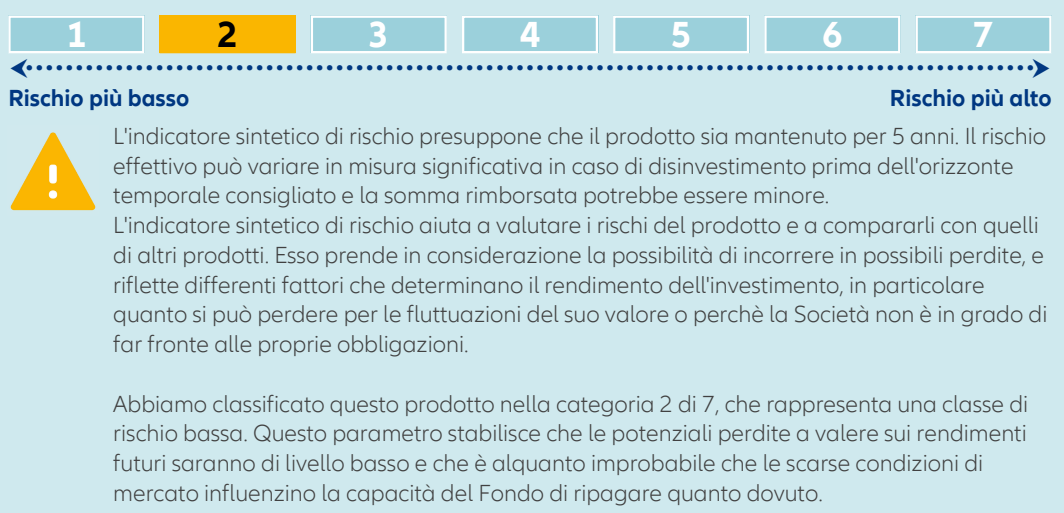 1 2 3 4 5 6 7
Rischio più basso Rischio più alto
L'indicatore sintetico di rischio presuppone che il prodotto sia mantenuto per 5 anni. Il rischio
effettivo può variare in misura significativa in caso di disinvestimento prima dell'orizzonte
temporale consigliato e la somma rimborsata potrebbe essere minore.
L'indicatore sintetico di rischio aiuta a valutare i rischi del prodotto e a compararli con quelli
di altri prodotti. Esso prende in considerazione la possibilità di incorrere in possibili perdite, e
riflette differenti fattori che determinano il rendimento dell'investimento, in particolare
quanto si può perdere per le fluttuazioni del suo valore o perchè la Società non è in grado di
far fronte alle proprie obbligazioni.
Abbiamo classificato questo prodotto nella categoria 2 di 7, che rappresenta una classe di
rischio bassa. Questo parametro stabilisce che le potenziali perdite a valere sui rendimenti
futuri saranno di livello basso e che è alquanto improbabile che le scarse condizioni di
mercato influenzino la capacità del Fondo di ripagare quanto dovuto.